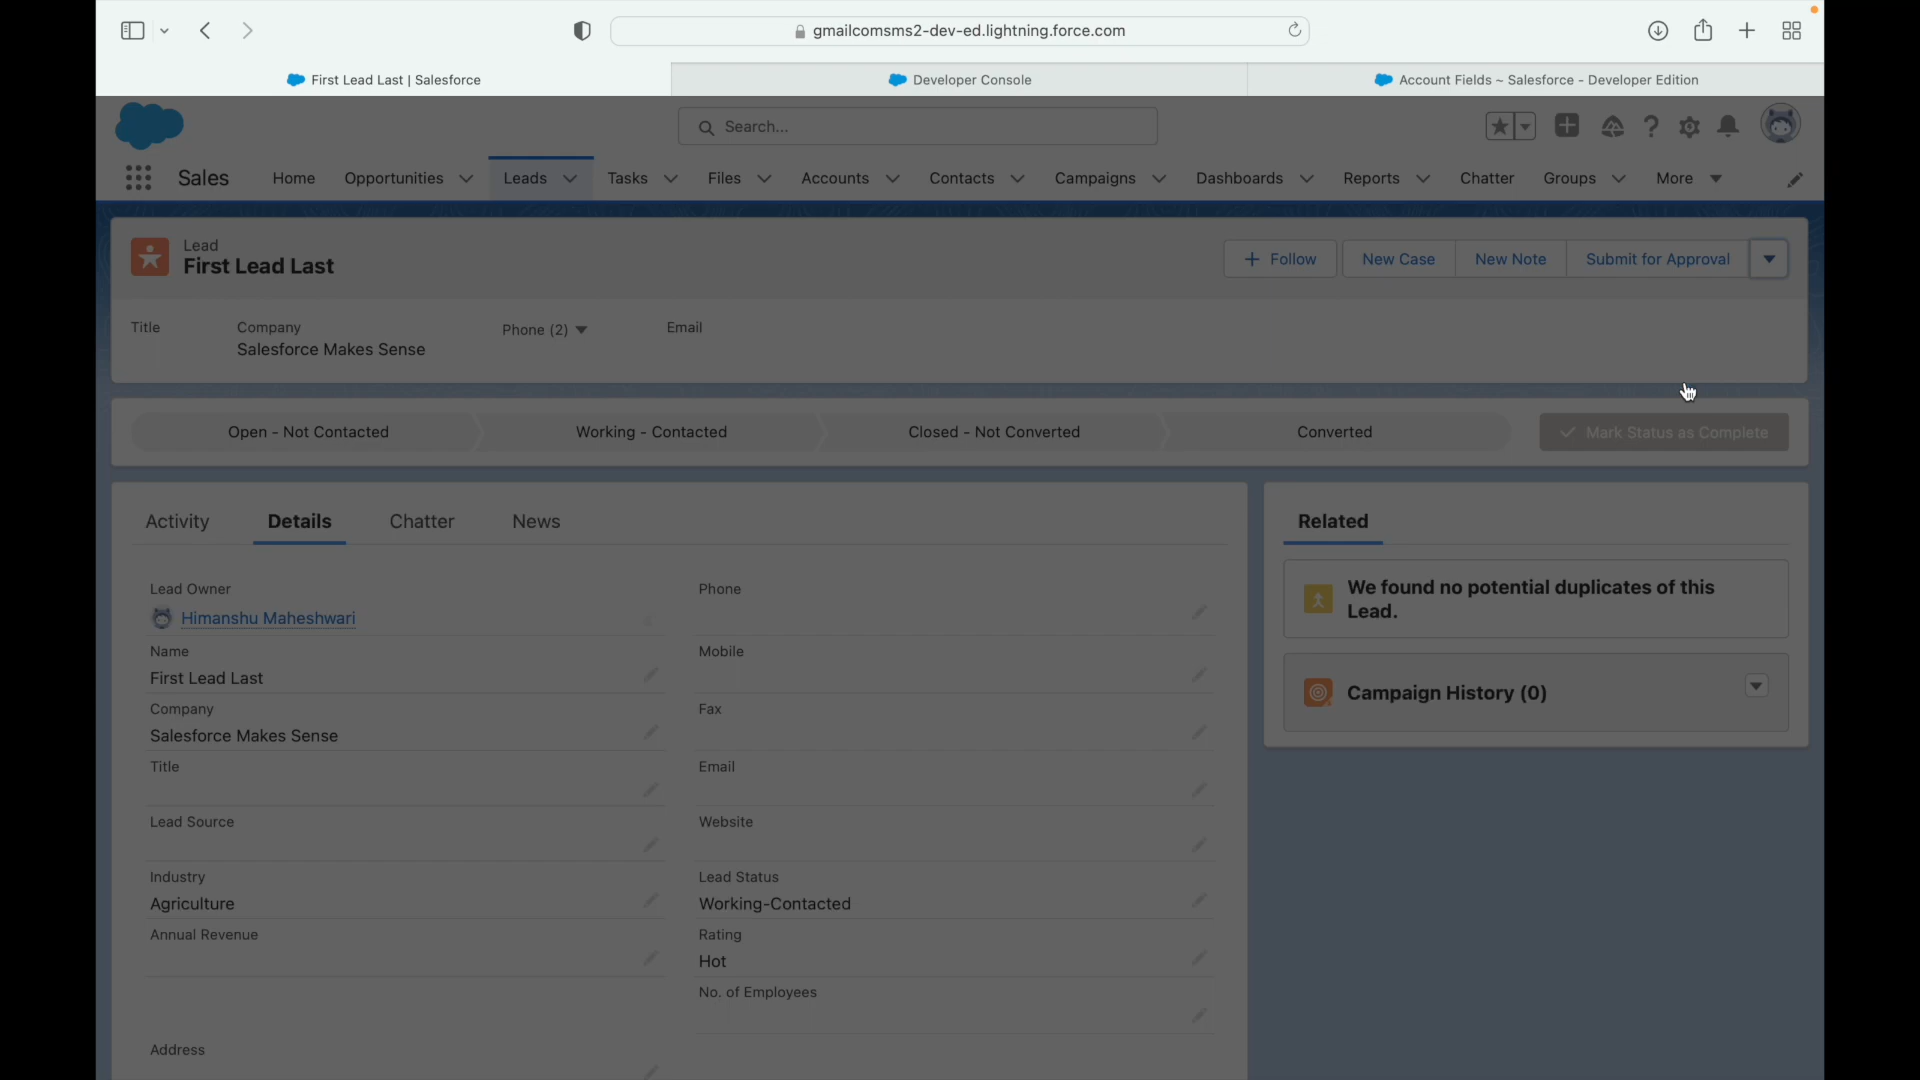 gmailcomsms2-dev-ed.lightning.force.com
First Lead Last | Salesforce
Developer Console
Account Fields ~ Salesforce - Developer Edition
Search...
Sales
Home
Opportunities
Leads
Tasks
Files
Accounts
Contacts
Campaigns
Dashboards
Reports
Chatter
Groups
More
Lead
First Lead Last
Follow
New Case
New Note
Submit for Approval
Title
Company
Phone (2)
Email
Salesforce Makes Sense
Open - Not Contacted
Working - Contacted
Closed - Not Converted
Converted
Mark Status as Complete
Activity
Details
Chatter
News
Lead Owner
Himanshu Maheshwari
Name
First Lead Last
Company
Salesforce Makes Sense
Title
Lead Source
Industry
Agriculture
Annual Revenue
Address
Phone
Mobile
Fax
Email
Website
Lead Status
Working-Contacted
Rating
Hot
No. of Employees
Related
We found no potential duplicates of this
Lead.
Campaign History (0)